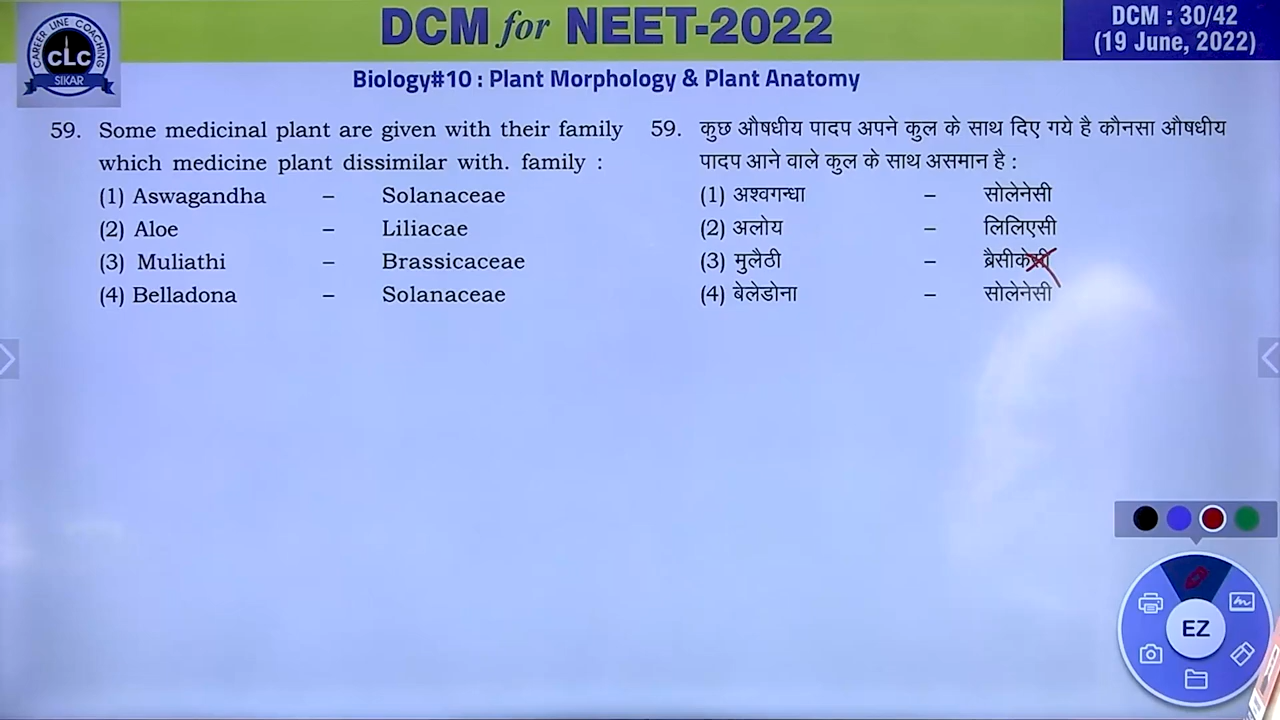 DCM for NEET-2022
DCM : 30/42
(19 June, 2022)
CAREER LINE COACHING
CLC
SIKAR
Biology#10 : Plant Morphology & Plant Anatomy
59. Some medicinal plant are given with their family
which medicine plant dissimilar with. family :
(1) Aswagandha – Solanaceae
(2) Aloe – Liliacae
(3) Muliathi – Brassicaceae
(4) Belladona – Solanaceae
59. कुछ औषधीय पादप अपने कुल के साथ दिए गये है कौनसा औषधीय
पादप आने वाले कुल के साथ असमान है :
(1) अश्वगन्धा – सोलेनेसी
(2) अलोय – लिलिएसी
(3) मुलैठी – ब्रैसीकेसी
(4) बेलेडोना – सोलेनेसी
EZ